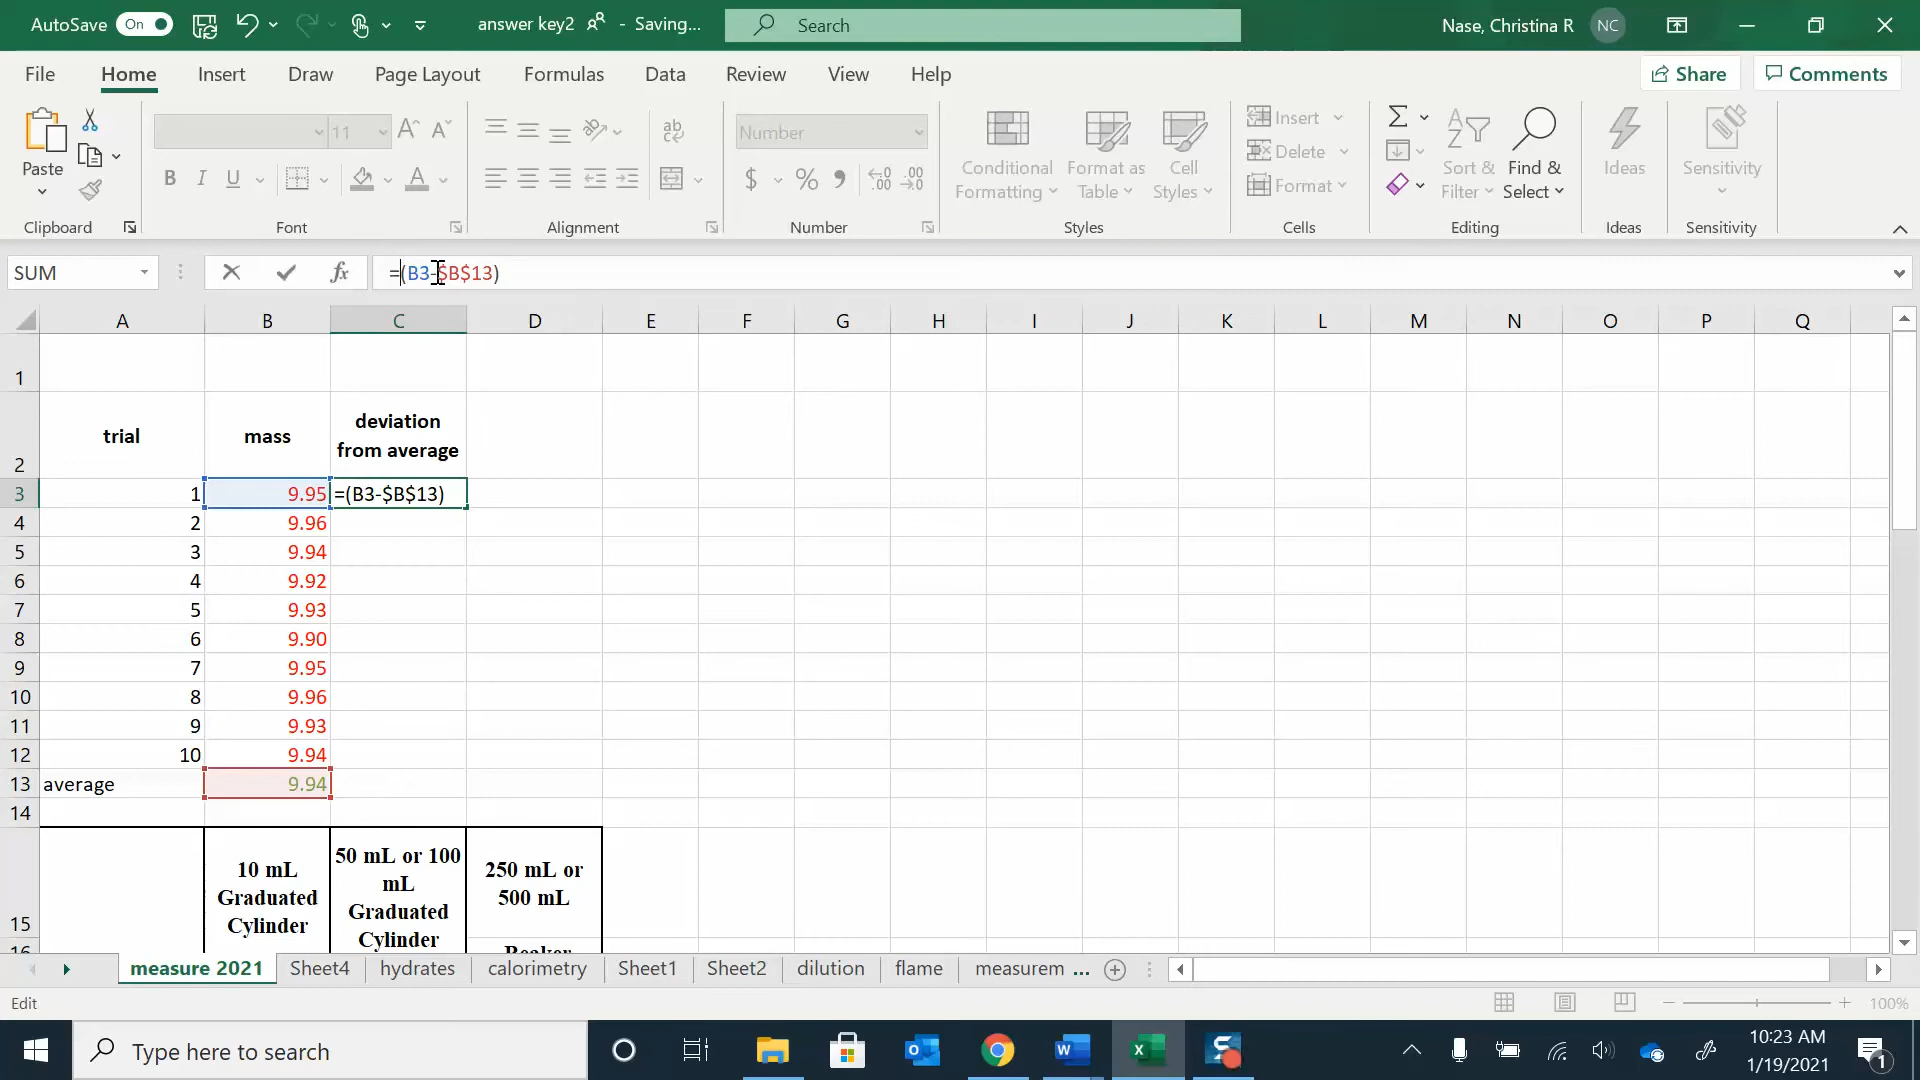 AutoSave On answer key2 - Saving... Search Nase, Christina R NC
File Home Insert Draw Page Layout Formulas Data Review View Help Share Comments
Paste
11
Number
Conditional Formatting
Format as Table
Cell Styles
Insert
Delete
Format
Sort & Filter
Find & Select
Ideas
Sensitivity
Clipboard Font Alignment Number Styles Cells Editing Ideas Sensitivity
SUM fx =(B3-$B$13)
A B C D E F G H I J K L M N O P Q
1
2 trial mass deviation from average
3 1 9.95 =(B3-$B$13)
4 2 9.96
5 3 9.94
6 4 9.92
7 5 9.93
8 6 9.90
9 7 9.95
10 8 9.96
11 9 9.93
12 10 9.94
13 average 9.94
14
15
10 mL
Graduated
Cylinder
50 mL or 100
mL
Graduated
Cylinder
250 mL or
500 mL
measure 2021 Sheet4 hydrates calorimetry Sheet1 Sheet2 dilution flame measurem ...
Edit 100%
Type here to search
10:23 AM
1/19/2021
1